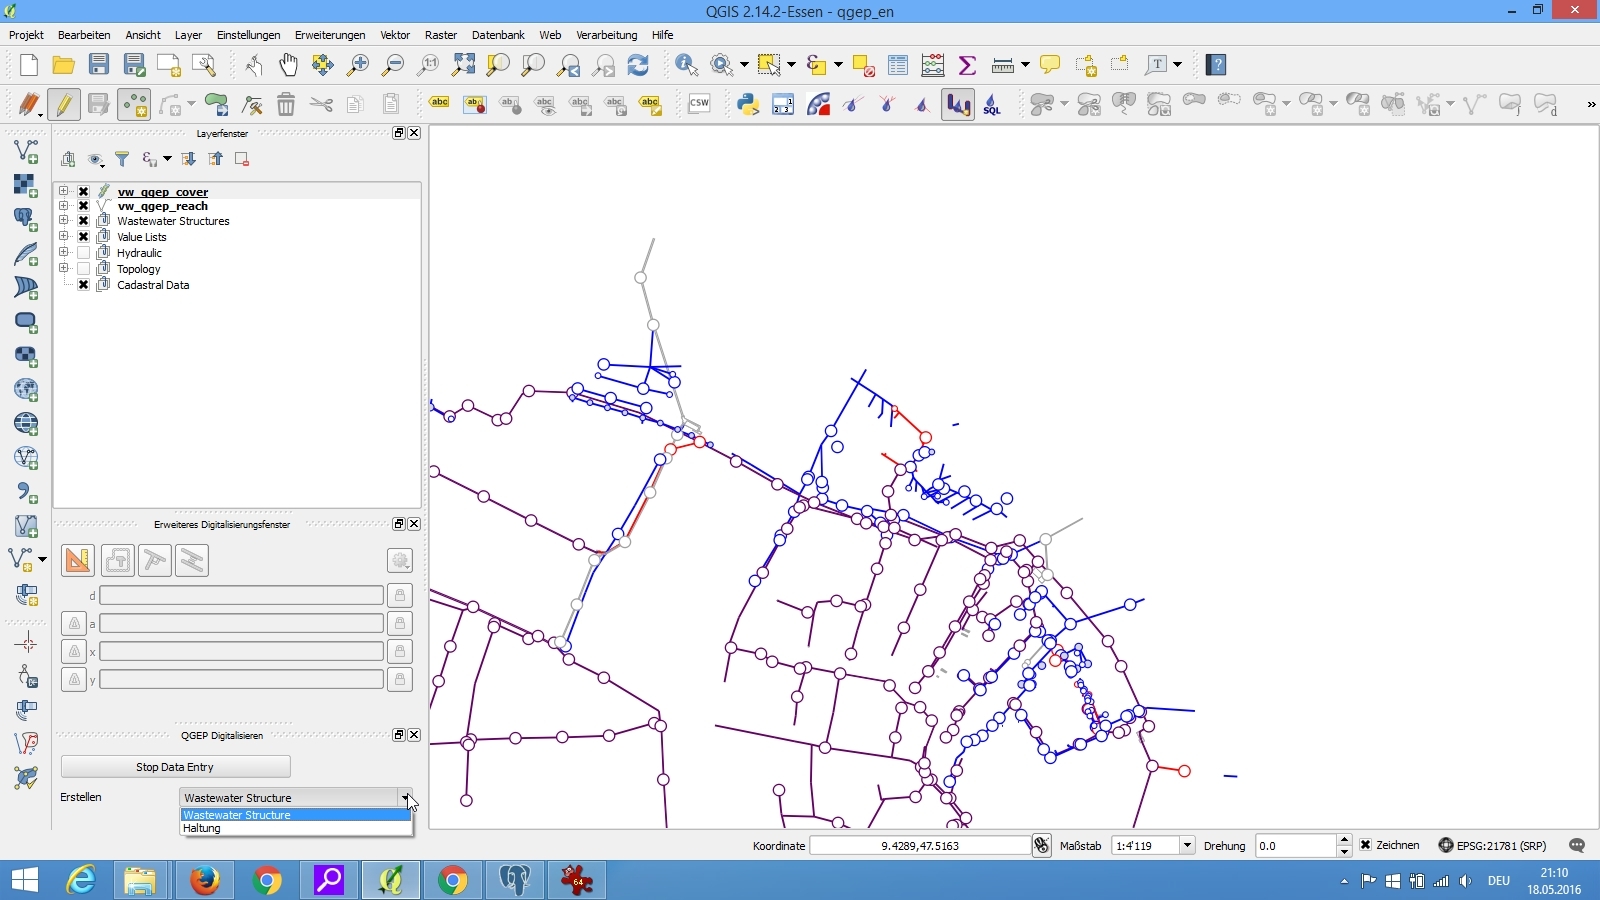 QGIS 2.14.2-Essen - qgep_en
Projekt Bearbeiten Ansicht Layer Einstellungen Erweiterungen Vektor Raster Datenbank Web Verarbeitung Hilfe
Layerfenster
vw_qgep_cover
vw_qgep_reach
Wastewater Structures
Value Lists
Hydraulic
Topology
Cadastral Data
Erweiteres Digitalisierungsfenster
d
a
x
y
QGEP Digitalisieren
Stop Data Entry
Erstellen Wastewater Structure
Wastewater Structure
Haltung
Koordinate 9.4289,47.5163 Maßstab 1:4'119 Drehung 0.0 Zeichnen EPSG:21781 (SRP)
DEU 21:10
18.05.2016